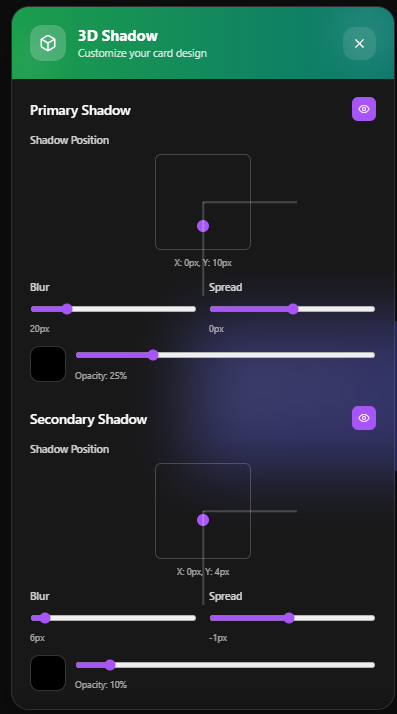 3D Shadow
Customize your card design
Primary Shadow
Shadow Position
X: 0px, Y: 10px
Blur
Spread
20px
0px
Opacity: 25%
Secondary Shadow
Shadow Position
X: 0px, Y: 4px
Blur
Spread
6px
-1px
Opacity: 10%